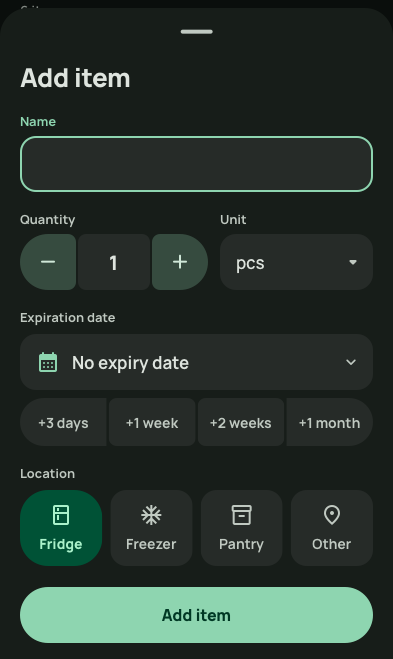 Add item
Name
Quantity Unit
1 pcs
Expiration date
No expiry date
+3 days +1 week +2 weeks +1 month
Location
Fridge Freezer Pantry Other
Add item